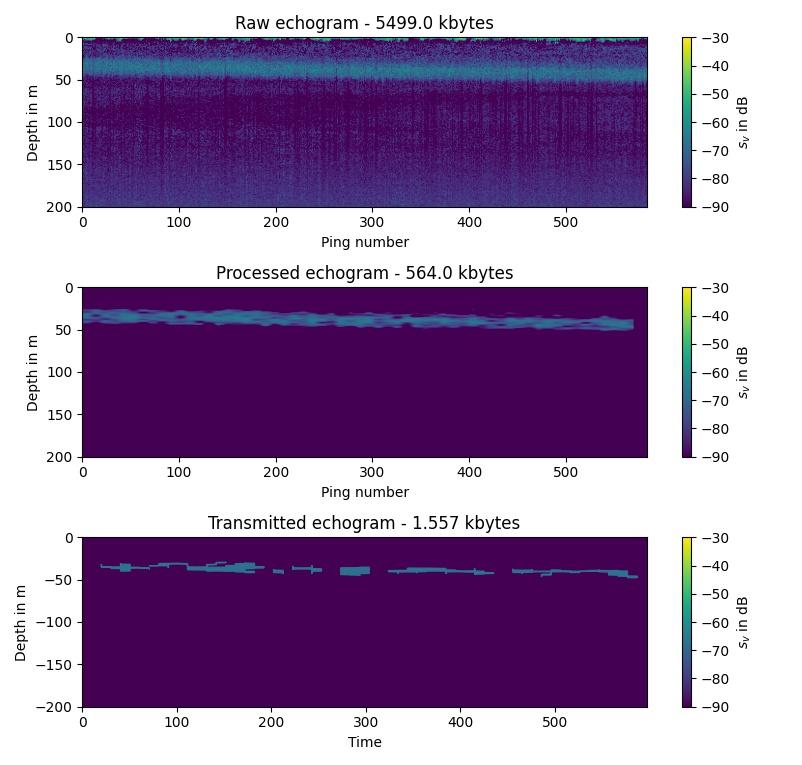 Raw echogram - 5499.0 kbytes
0
50
100
150
200
Depth in m
0 100 200 300 400 500
Ping number
−30
−40
−50
−60
−70
−80
−90
sv in dB
Processed echogram - 564.0 kbytes
0
50
100
150
200
Depth in m
0 100 200 300 400 500
Ping number
−30
−40
−50
−60
−70
−80
−90
sv in dB
Transmitted echogram - 1.557 kbytes
0
−50
−100
−150
−200
Depth in m
0 100 200 300 400 500
Time
−30
−40
−50
−60
−70
−80
−90
sv in dB